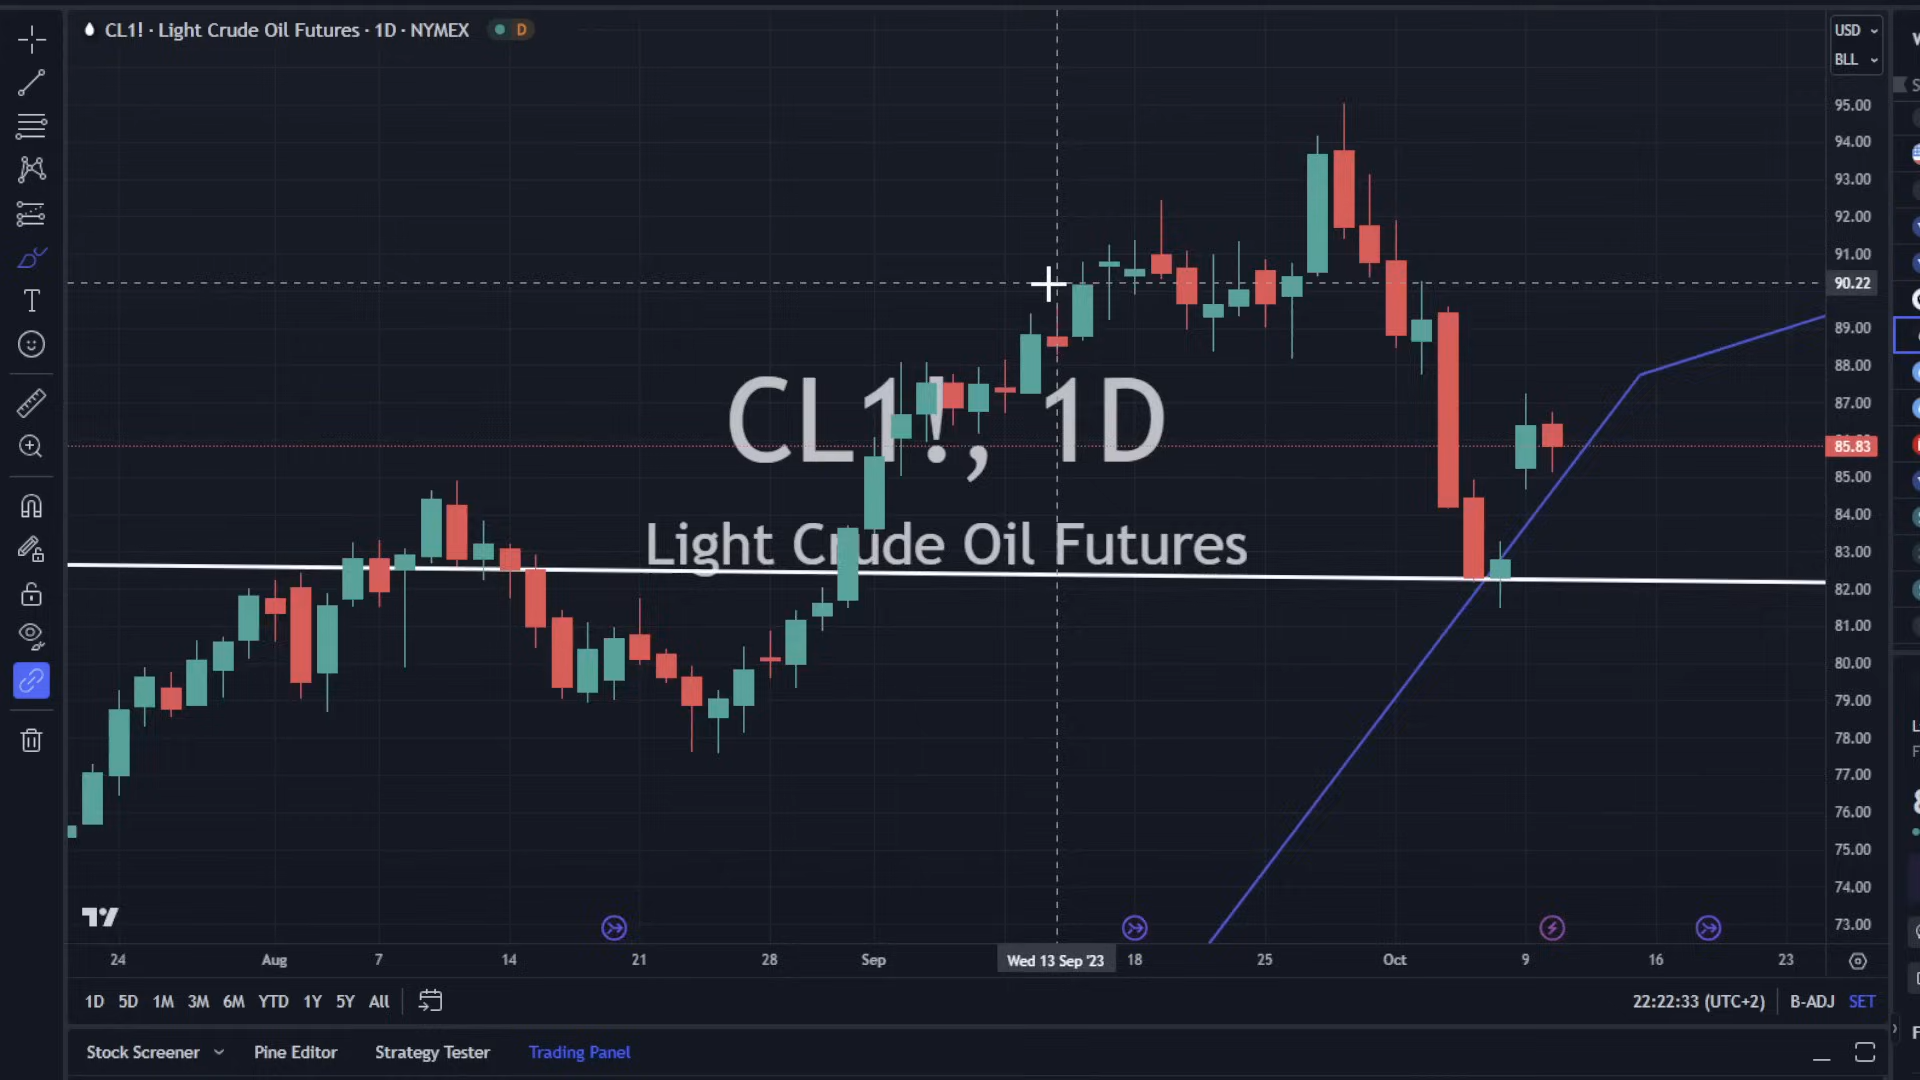 CL1! · Light Crude Oil Futures · 1D · NYMEX
D
USD
BLL
95.00
94.00
93.00
92.00
91.00
90.22
89.00
88.00
87.00
85.83
85.00
84.00
83.00
82.00
81.00
80.00
79.00
78.00
77.00
76.00
75.00
74.00
73.00
CL1!, 1D
Light Crude Oil Futures
24
Aug
7
14
21
28
Sep
Wed 13 Sep '23
18
25
Oct
9
16
23
1D 5D 1M 3M 6M YTD 1Y 5Y All
22:22:33 (UTC+2) B-ADJ SET
Stock Screener Pine Editor Strategy Tester Trading Panel